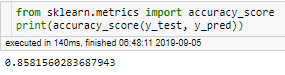 from sklearn.metrics import accuracy_score
print(accuracy_score(y_test, y_pred))
executed in 140ms, finished 06:48:11 2019-09-05
0.8581560283687943